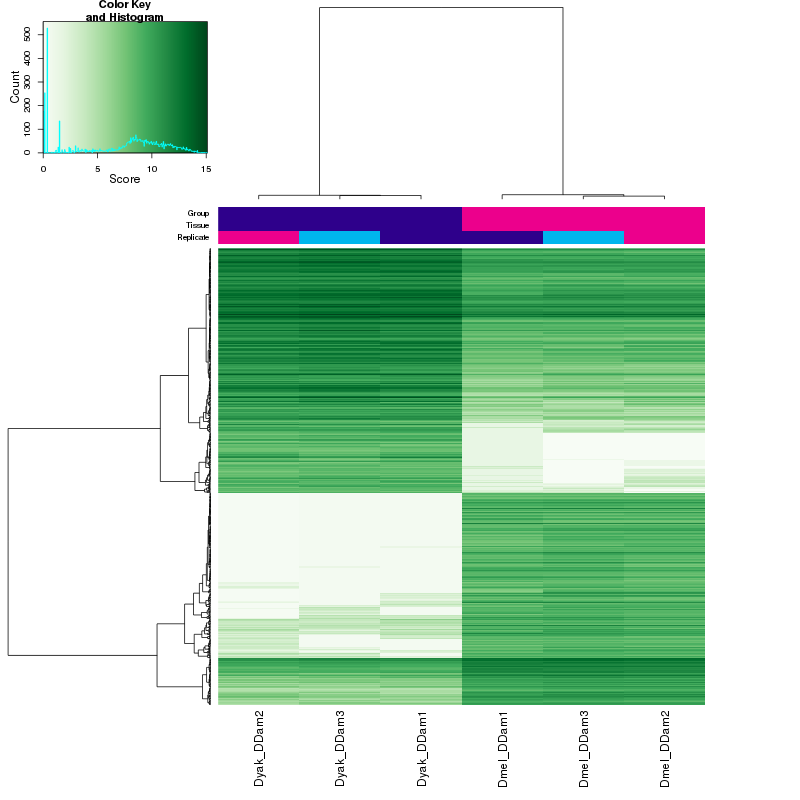 Color Key
and Histogram
Count
0
100
200
300
400
500
0
5
10
15
Score
Group
Tissue
Replicate
Dyak_DDam2
Dyak_DDam3
Dyak_DDam1
Dmel_DDam1
Dmel_DDam3
Dmel_DDam2